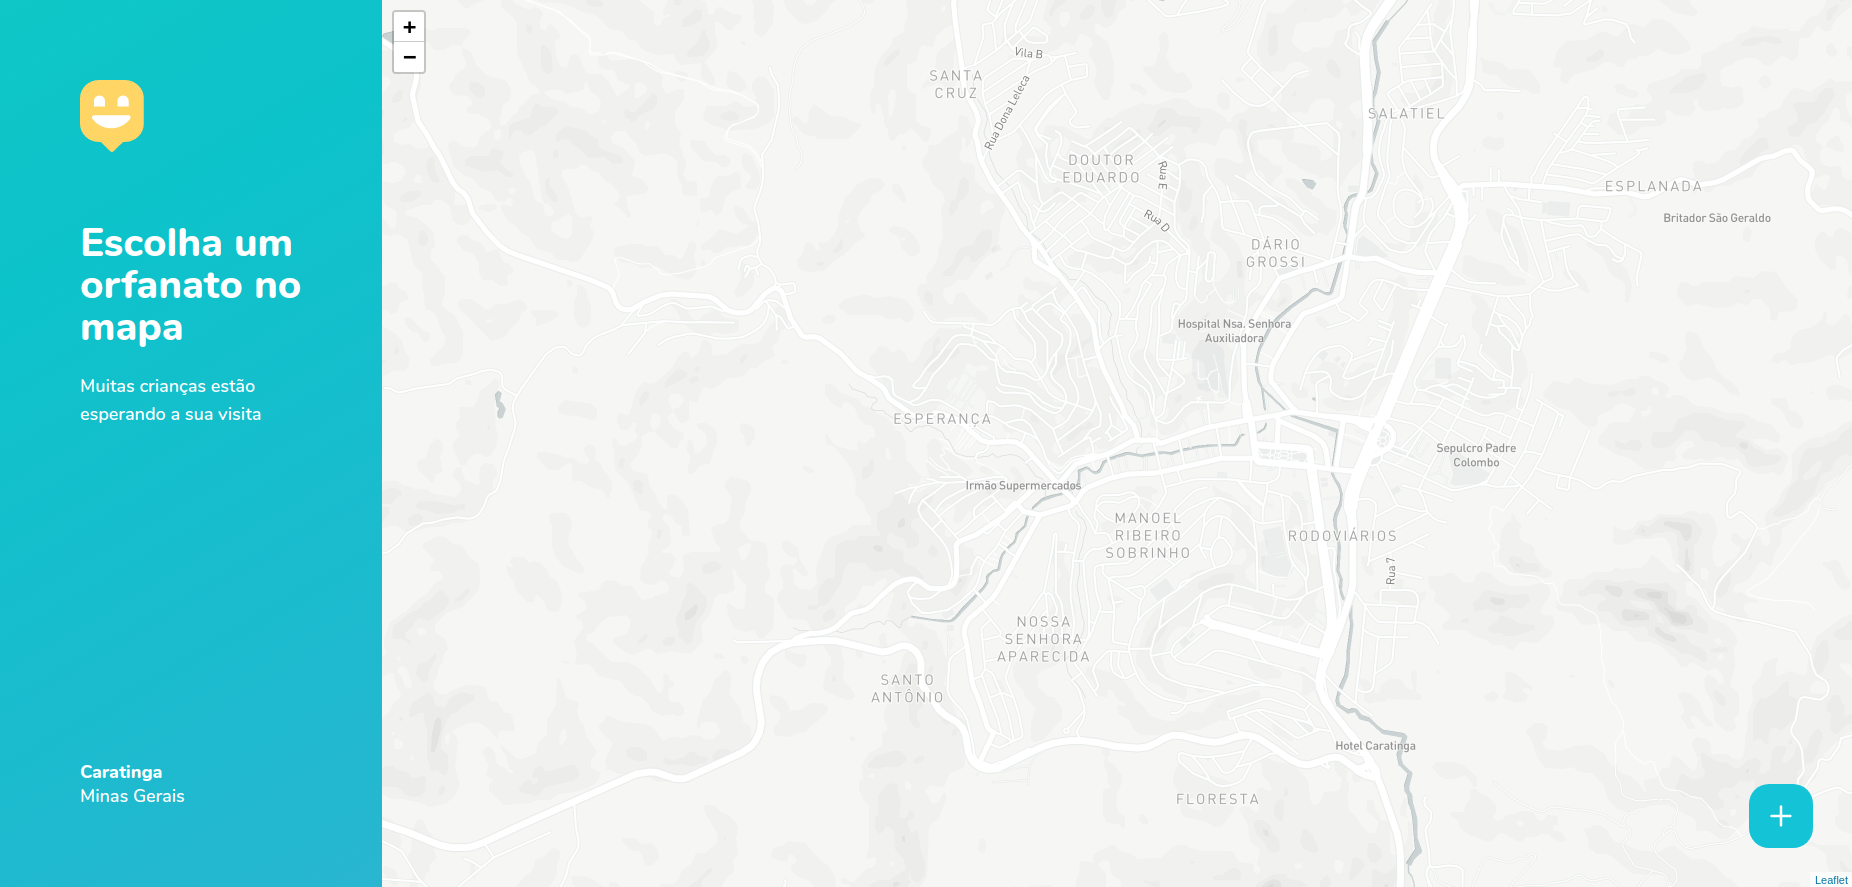 Escolha um
orfanato no
mapa
Muitas crianças estão
esperando a sua visita
Caratinga
Minas Gerais
+
−
Vila B
SANTA
CRUZ
Rua Dona Leleca
SALATIEL
DOUTOR
EDUARDO
Rua E
Rua D
ESPLANADA
Britador São Geraldo
DÁRIO
GROSSI
Hospital Nsa. Senhora
Auxiliadora
ESPERANÇA
Sepulcro Padre
Colombo
Irmão Supermercados
MANOEL
RIBEIRO
SOBRINHO
RODOVIÁRIOS
Rua 7
NOSSA
SENHORA
APARECIDA
SANTO
ANTÔNIO
Hotel Caratinga
FLORESTA
+
Leaflet